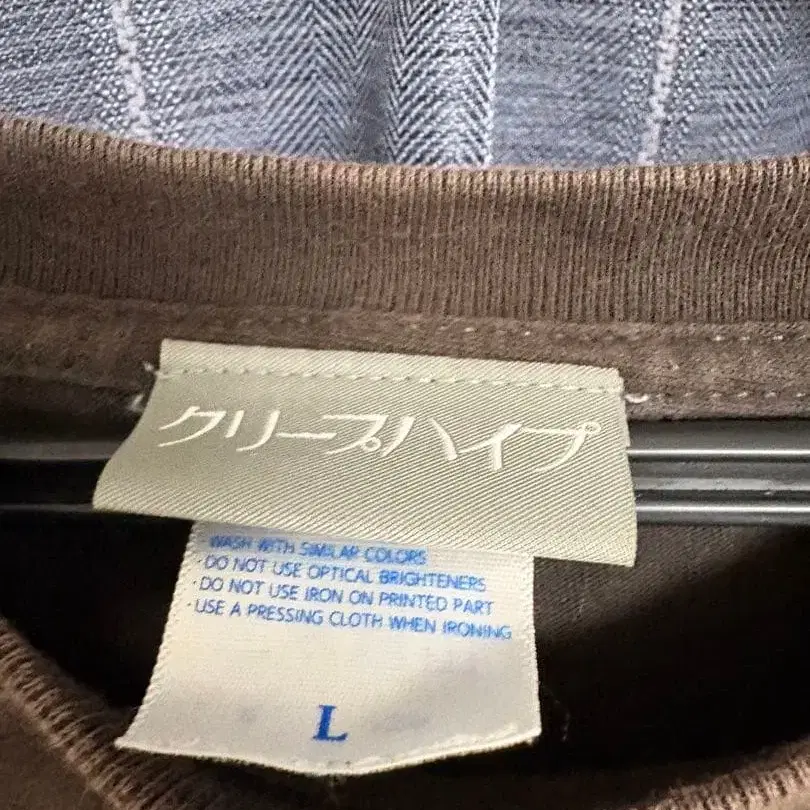 クリープハイプ
WASH WITH SIMILAR COLORS
・DO NOT USE OPTICAL BRIGHTENERS
・DO NOT USE IRON ON PRINTED PART
・USE A PRESSING CLOTH WHEN IRONING
L